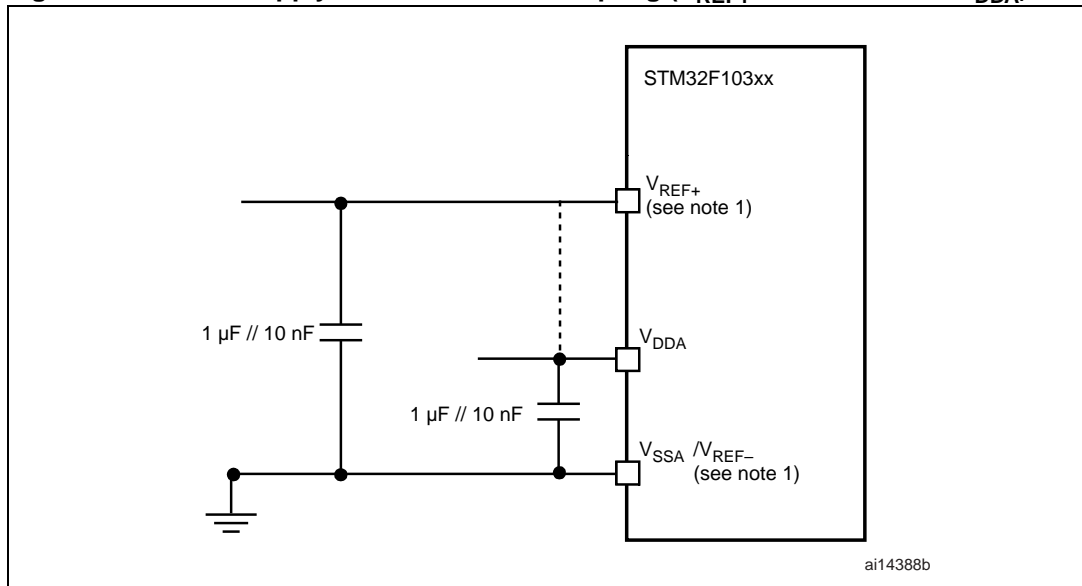 STM32F103xx
VREF+
(see note 1)
1 µF // 10 nF
VDDA
1 µF // 10 nF
VSSA /VREF–
(see note 1)
ai14388b